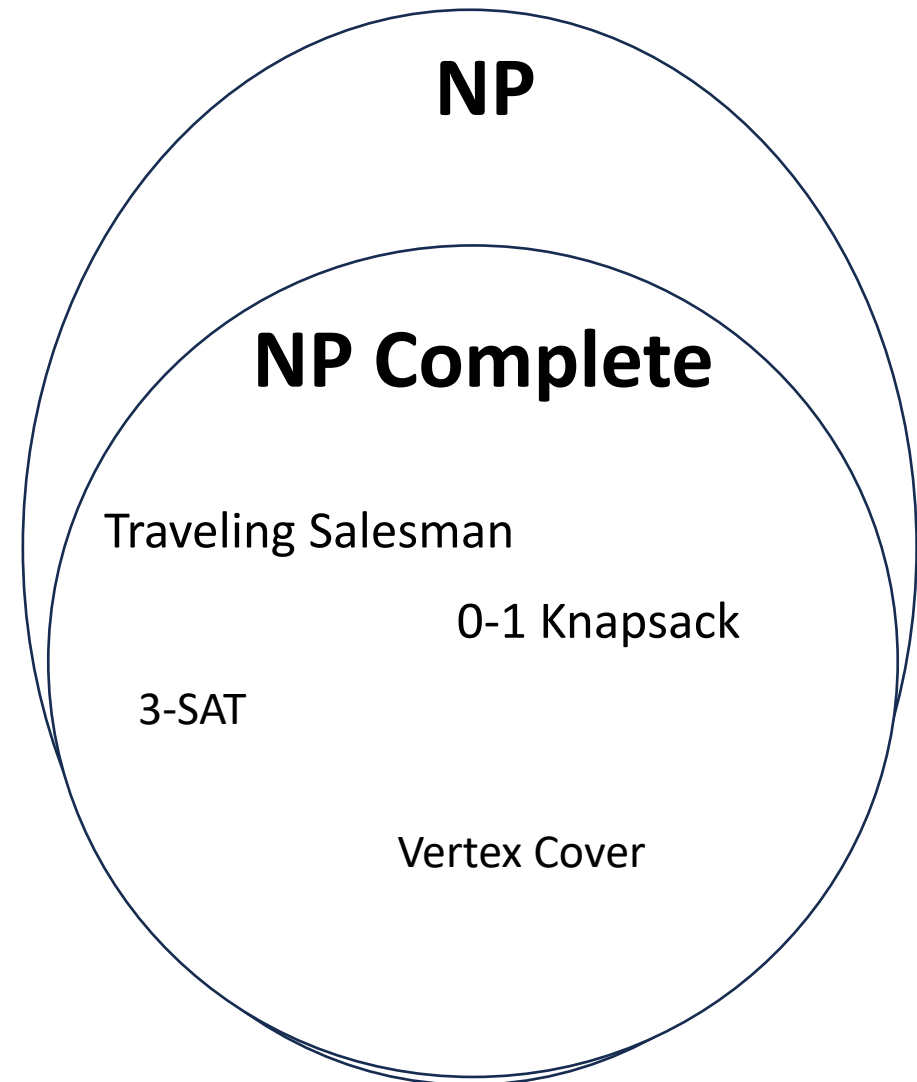 NP
NP Complete
Traveling Salesman
0-1 Knapsack
3-SAT
Vertex Cover